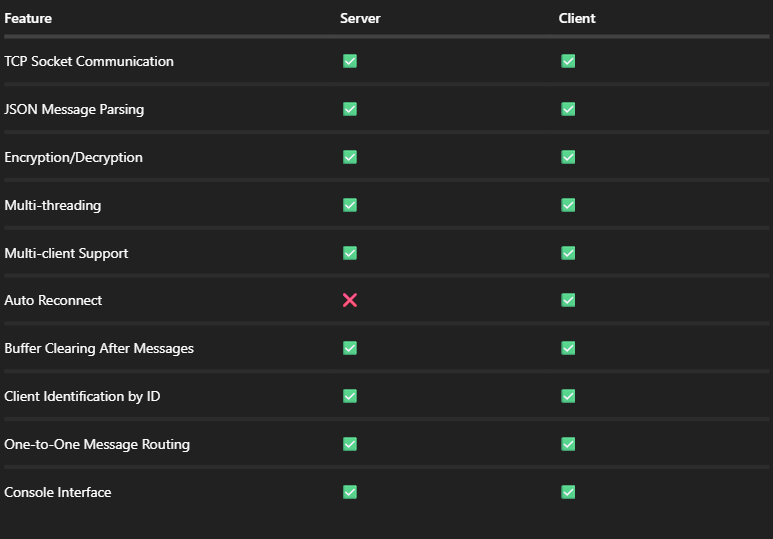 Feature Server Client
TCP Socket Communication ✅ ✅
JSON Message Parsing ✅ ✅
Encryption/Decryption ✅ ✅
Multi-threading ✅ ✅
Multi-client Support ✅ ✅
Auto Reconnect ❌ ✅
Buffer Clearing After Messages ✅ ✅
Client Identification by ID ✅ ✅
One-to-One Message Routing ✅ ✅
Console Interface ✅ ✅